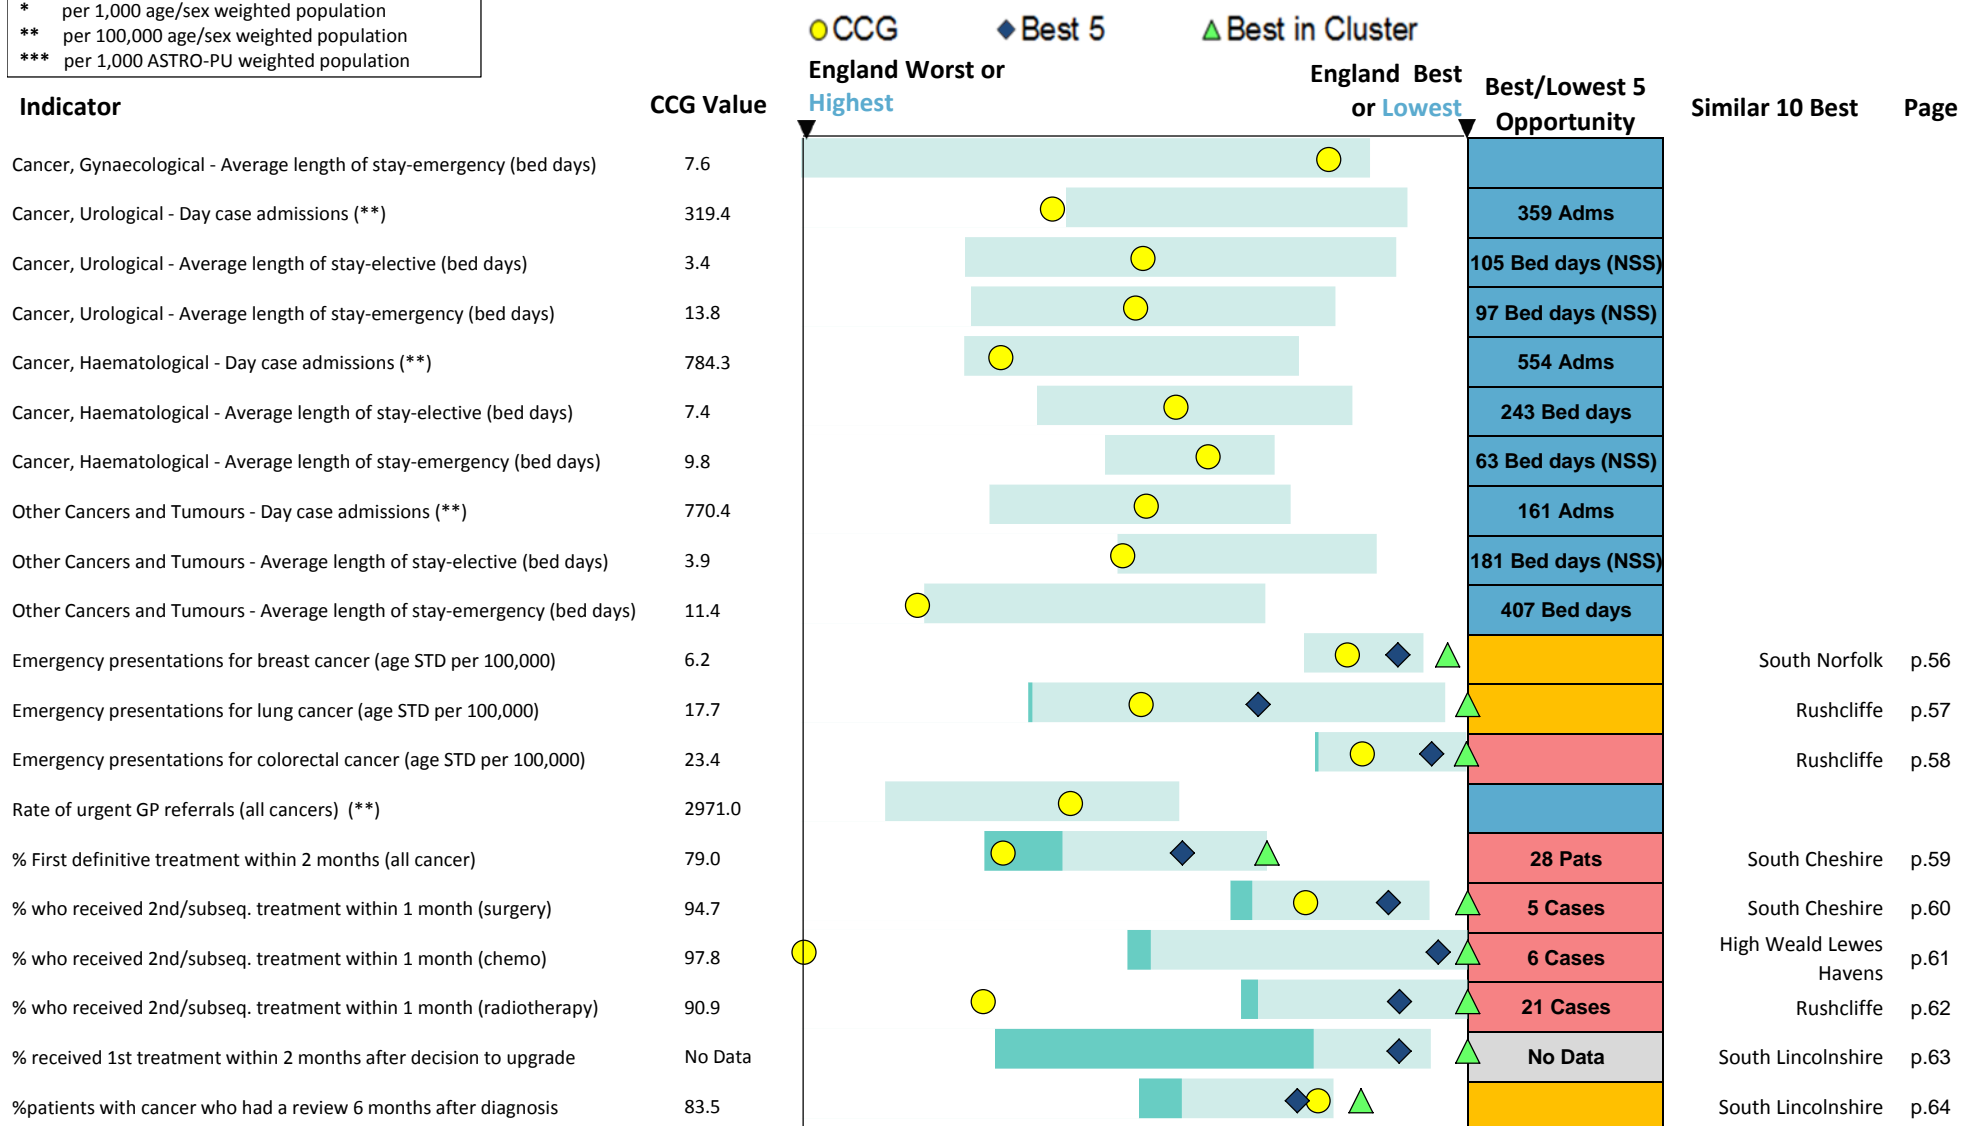 * per 1,000 age/sex weighted population
** per 100,000 age/sex weighted population
*** per 1,000 ASTRO-PU weighted population
CCG Best 5 Best in Cluster
Indicator CCG Value England Worst or Highest England Best or Lowest Best/Lowest 5 Opportunity Similar 10 Best Page
Cancer, Gynaecological - Average length of stay-emergency (bed days) 7.6
Cancer, Urological - Day case admissions (**) 319.4 359 Adms
Cancer, Urological - Average length of stay-elective (bed days) 3.4 105 Bed days (NSS)
Cancer, Urological - Average length of stay-emergency (bed days) 13.8 97 Bed days (NSS)
Cancer, Haematological - Day case admissions (**) 784.3 554 Adms
Cancer, Haematological - Average length of stay-elective (bed days) 7.4 243 Bed days
Cancer, Haematological - Average length of stay-emergency (bed days) 9.8 63 Bed days (NSS)
Other Cancers and Tumours - Day case admissions (**) 770.4 161 Adms
Other Cancers and Tumours - Average length of stay-elective (bed days) 3.9 181 Bed days (NSS)
Other Cancers and Tumours - Average length of stay-emergency (bed days) 11.4 407 Bed days
Emergency presentations for breast cancer (age STD per 100,000) 6.2 South Norfolk p.56
Emergency presentations for lung cancer (age STD per 100,000) 17.7 Rushcliffe p.57
Emergency presentations for colorectal cancer (age STD per 100,000) 23.4 Rushcliffe p.58
Rate of urgent GP referrals (all cancers) (**) 2971.0
% First definitive treatment within 2 months (all cancer) 79.0 28 Pats South Cheshire p.59
% who received 2nd/subseq. treatment within 1 month (surgery) 94.7 5 Cases South Cheshire p.60
% who received 2nd/subseq. treatment within 1 month (chemo) 97.8 6 Cases High Weald Lewes Havens p.61
% who received 2nd/subseq. treatment within 1 month (radiotherapy) 90.9 21 Cases Rushcliffe p.62
% received 1st treatment within 2 months after decision to upgrade No Data No Data South Lincolnshire p.63
%patients with cancer who had a review 6 months after diagnosis 83.5 South Lincolnshire p.64